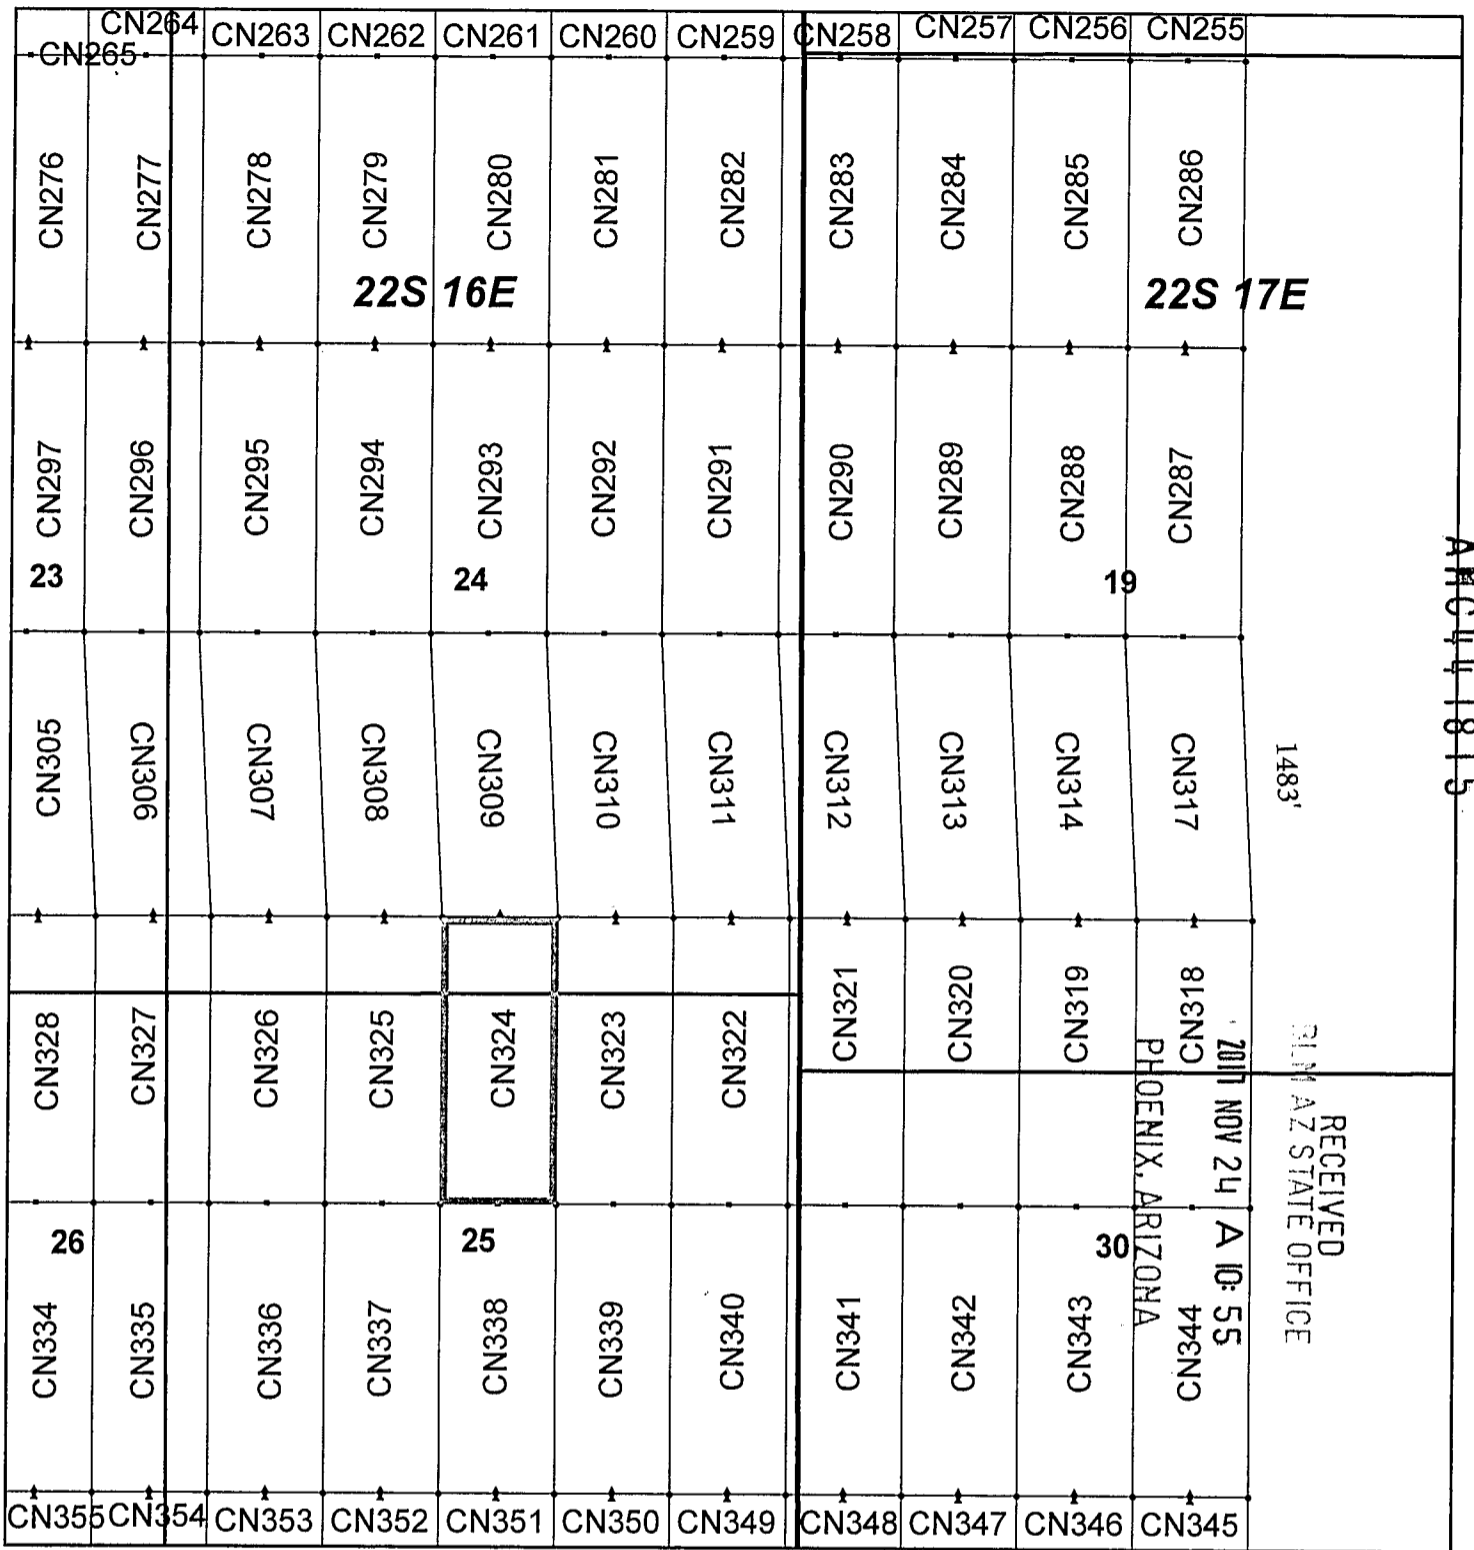 CN264 CN263 CN262 CN261 CN260 CN259 CN258 CN257 CN256 CN255
CN265
CN276 CN277 CN278 CN279 CN280 CN281 CN282 CN283 CN284 CN285 CN286
22S 16E 22S 17E
CN297 CN296 CN295 CN294 CN293 CN292 CN291 CN290 CN289 CN288 CN287
23 24 19
AMC441815
CN305 CN306 CN307 CN308 CN309 CN310 CN311 CN312 CN313 CN314 CN317
1483'
CN328 CN327 CN326 CN325 CN324 CN323 CN322 CN321 CN320 CN319 CN318
RECEIVED
BLM AZ STATE OFFICE
2017 NOV 24 A 10:55
PHOENIX, ARIZONA
26 25 30
CN334 CN335 CN336 CN337 CN338 CN339 CN340 CN341 CN342 CN343 CN344
CN355 CN354 CN353 CN352 CN351 CN350 CN349 CN348 CN347 CN346 CN345